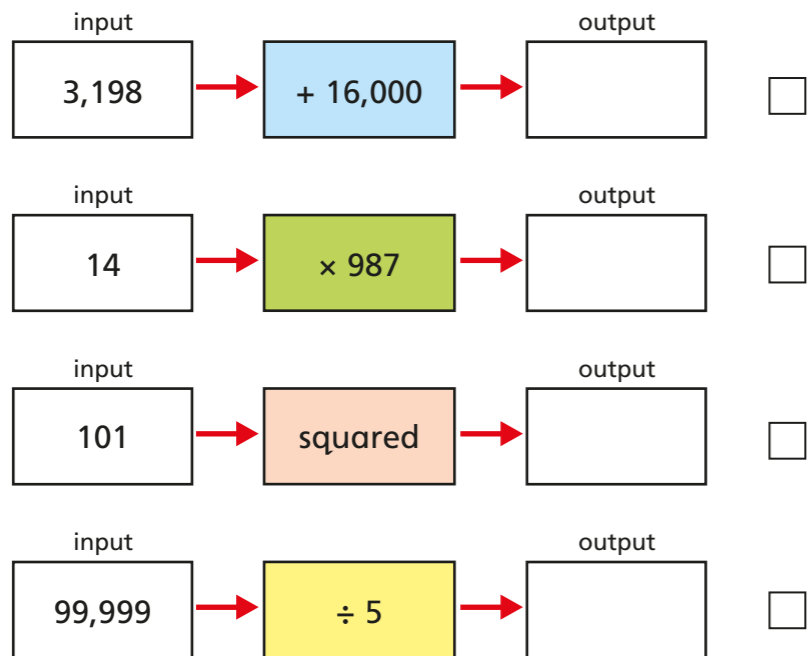 input output
3,198 + 16,000
input output
14 × 987
input output
101 squared
input output
99,999 ÷ 5